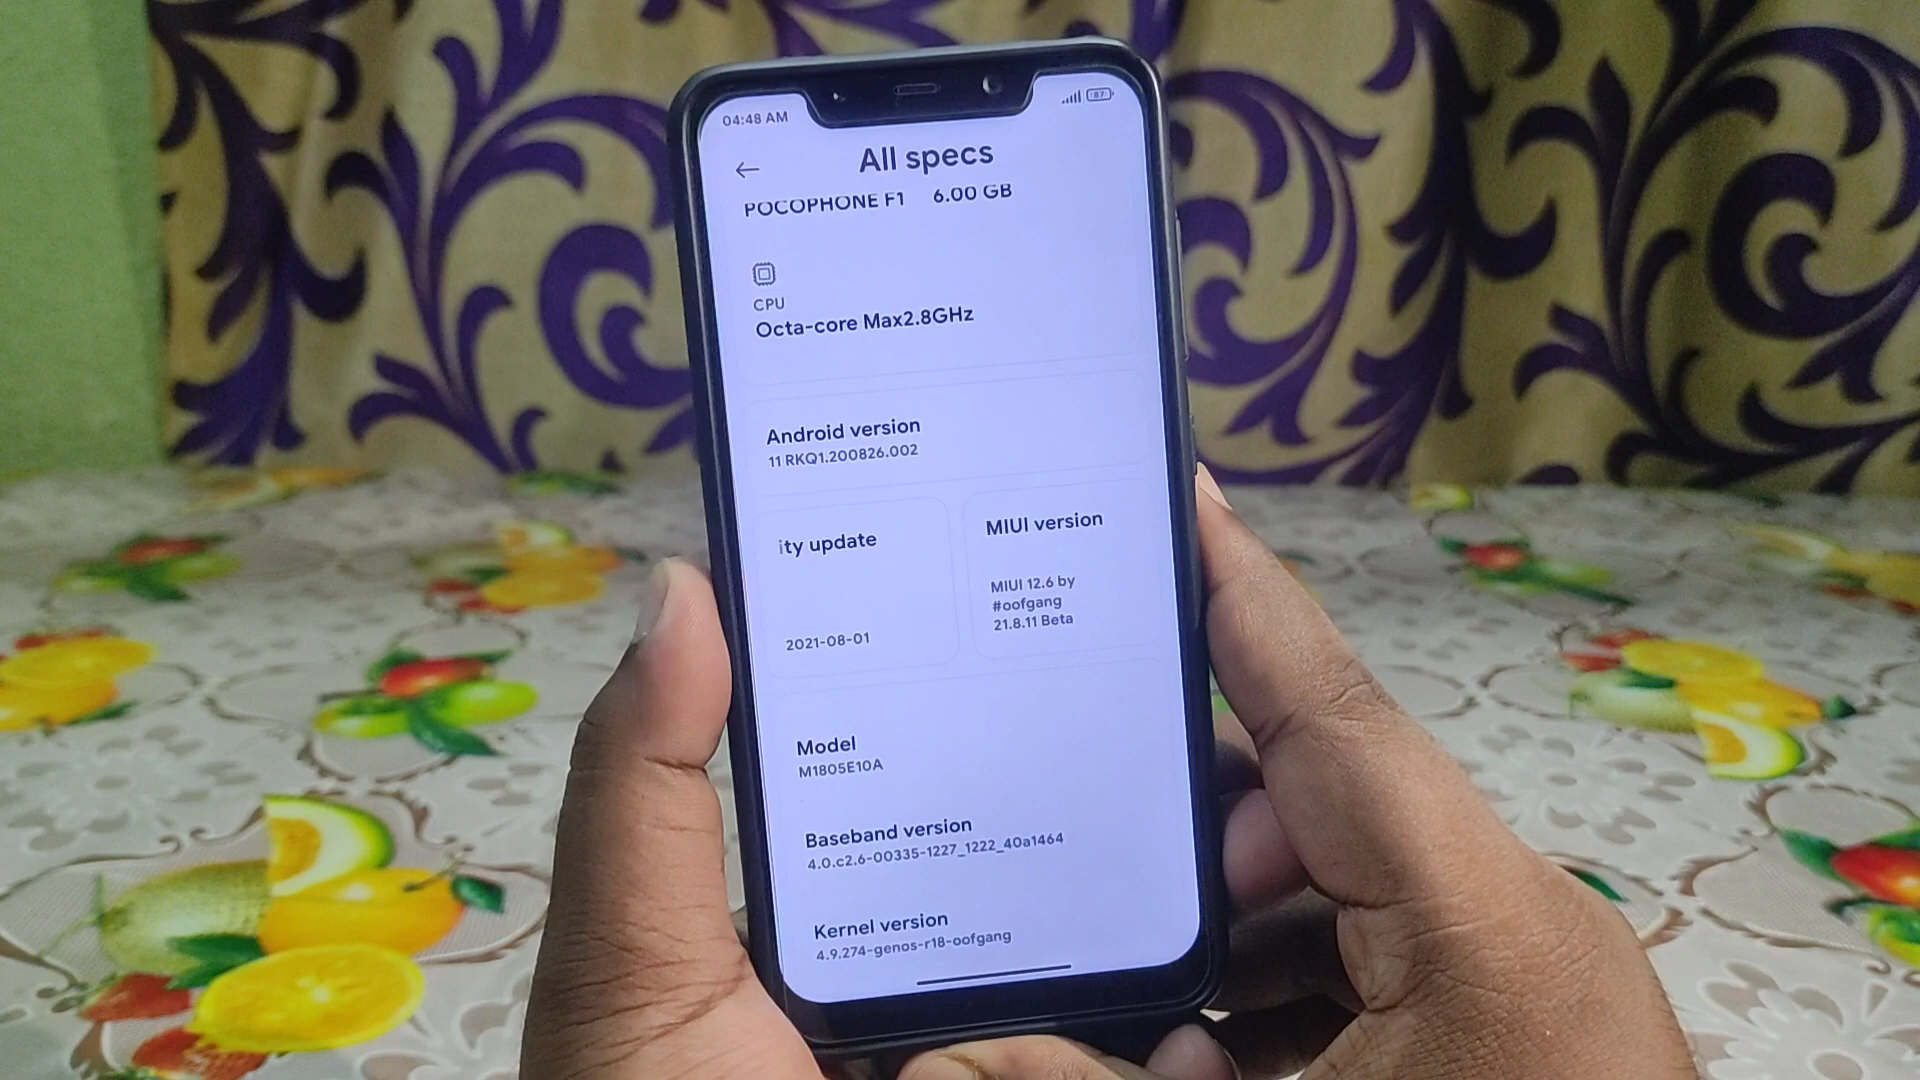 04:48 AM
87
All specs
POCOPHONE F1 6.00 GB
CPU
Octa-core Max2.8GHz
Android version
11 RKQ1.200826.002
ity update
2021-08-01
MIUI version
MIUI 12.6 by
#oofgang
21.8.11 Beta
Model
M1805E10A
Baseband version
4.0.c2.6-00335-1227_1222_40a1464
Kernel version
4.9.274-genos-r18-oofgang